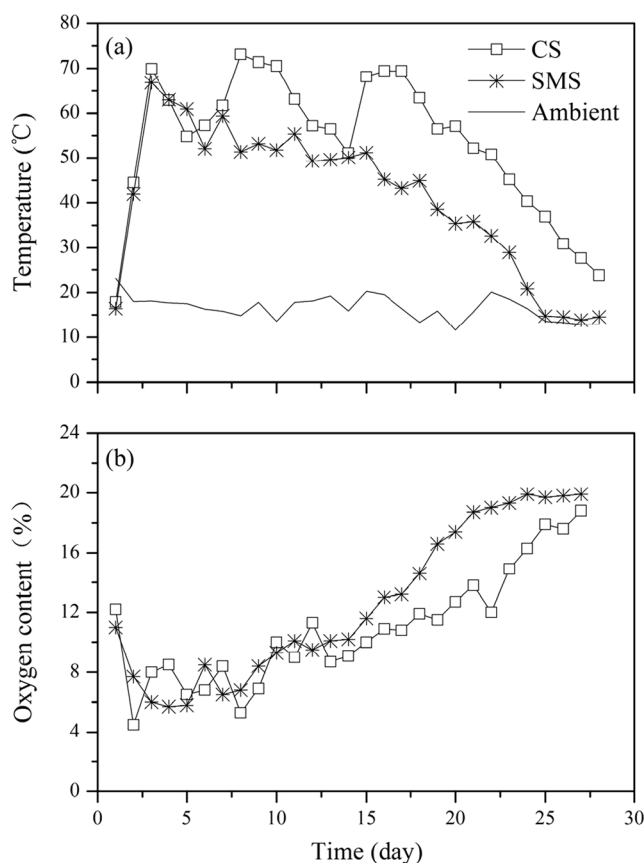 80
70
60
50
40
30
20
10
0
Temperature (℃)
(a)
CS
SMS
Ambient
24
20
16
12
8
4
0
Oxygen content（%）
(b)
0 5 10 15 20 25 30
Time (day)